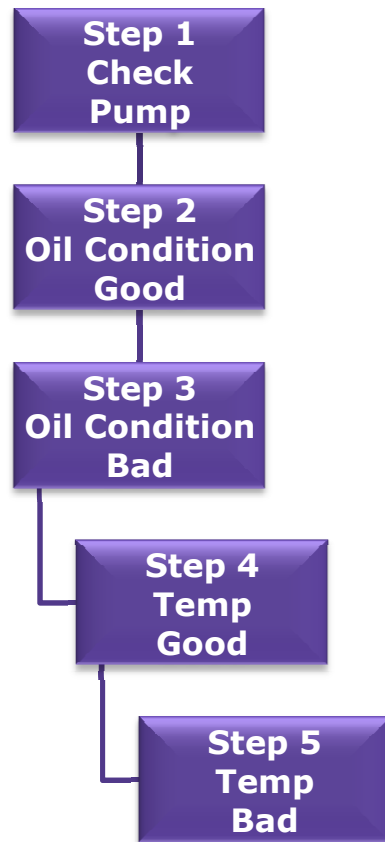 Step 1
Check
Pump
Step 2
Oil Condition
Good
Step 3
Oil Condition
Bad
Step 4
Temp
Good
Step 5
Temp
Bad